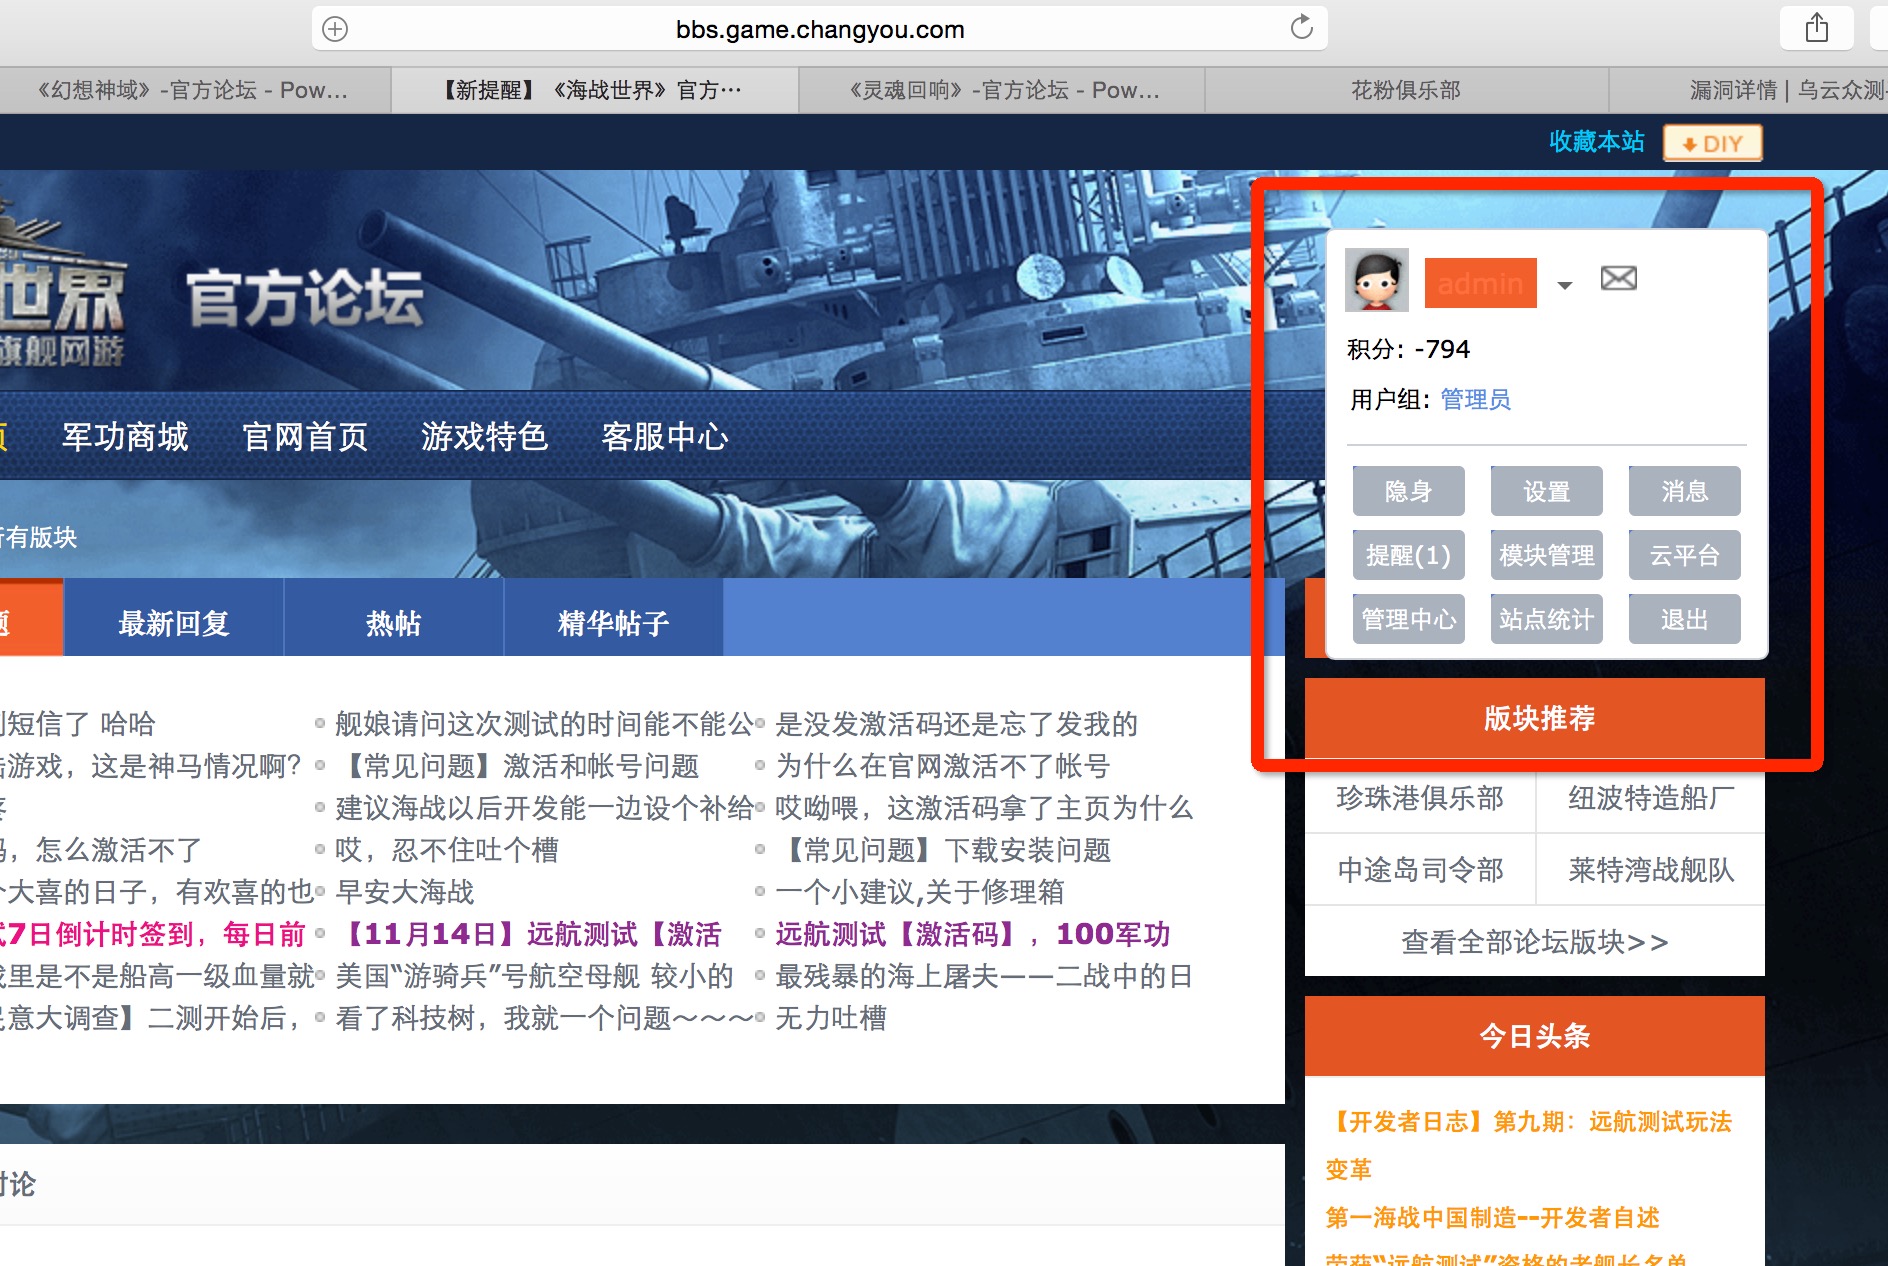 bbs.game.changyou.com
《幻想神域》-官方论坛 - Pow...
【新提醒】《海战世界》官方...
《灵魂回响》-官方论坛 - Pow...
花粉俱乐部
漏洞详情 | 乌云众测
收藏本站
DIY
世界
旗舰网游
官方论坛
admin
积分: -794
用户组: 管理员
隐身 设置 消息
提醒(1) 模块管理 云平台
管理中心 站点统计 退出
军功商城 官网首页 游戏特色 客服中心
有版块
最新回复 热帖 精华帖子
短信了 哈哈
舰娘请问这次测试的时间能不能公
是没发激活码还是忘了发我的
游戏，这是神马情况啊？
【常见问题】激活和帐号问题
为什么在官网激活不了帐号
建议海战以后开发能一边设个补给
哎呦喂，这激活码拿了主页为什么
，怎么激活不了
哎，忍不住吐个槽
【常见问题】下载安装问题
大喜的日子，有欢喜的也
早安大海战
一个小建议,关于修理箱
7日倒计时签到，每日前
【11月14日】远航测试【激活
远航测试【激活码】，100军功
里是不是船高一级血量就
美国“游骑兵”号航空母舰 较小的
最残暴的海上屠夫——二战中的日
意大调查】二测开始后，
看了科技树，我就一个问题～～～
无力吐槽
论
版块推荐
珍珠港俱乐部 纽波特造船厂
中途岛司令部 莱特湾战舰队
查看全部论坛版块>>
今日头条
【开发者日志】第九期：远航测试玩法
变革
第一海战中国制造--开发者自述
荣获“远航测试”资格的老舰长名单